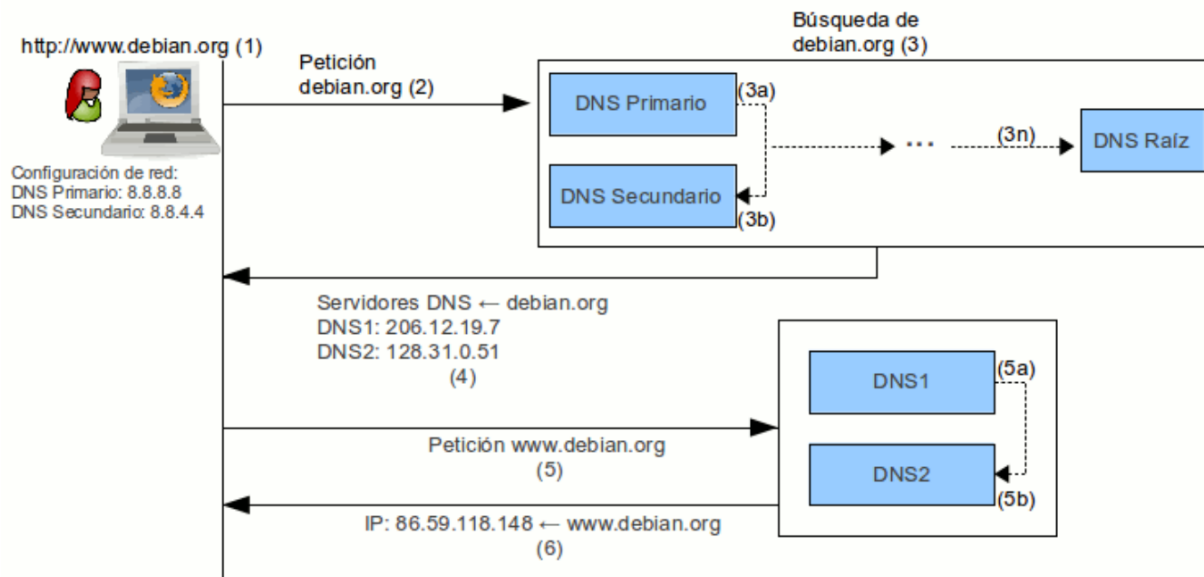 http://www.debian.org (1)
Configuración de red:
DNS Primario: 8.8.8.8
DNS Secundario: 8.8.4.4
Petición
debian.org (2)
Búsqueda de
debian.org (3)
DNS Primario
(3a)
DNS Secundario
(3b)
...
(3n)
DNS Raíz
Servidores DNS ← debian.org
DNS1: 206.12.19.7
DNS2: 128.31.0.51
(4)
DNS1
(5a)
DNS2
(5b)
Petición www.debian.org
(5)
IP: 86.59.118.148 ← www.debian.org
(6)